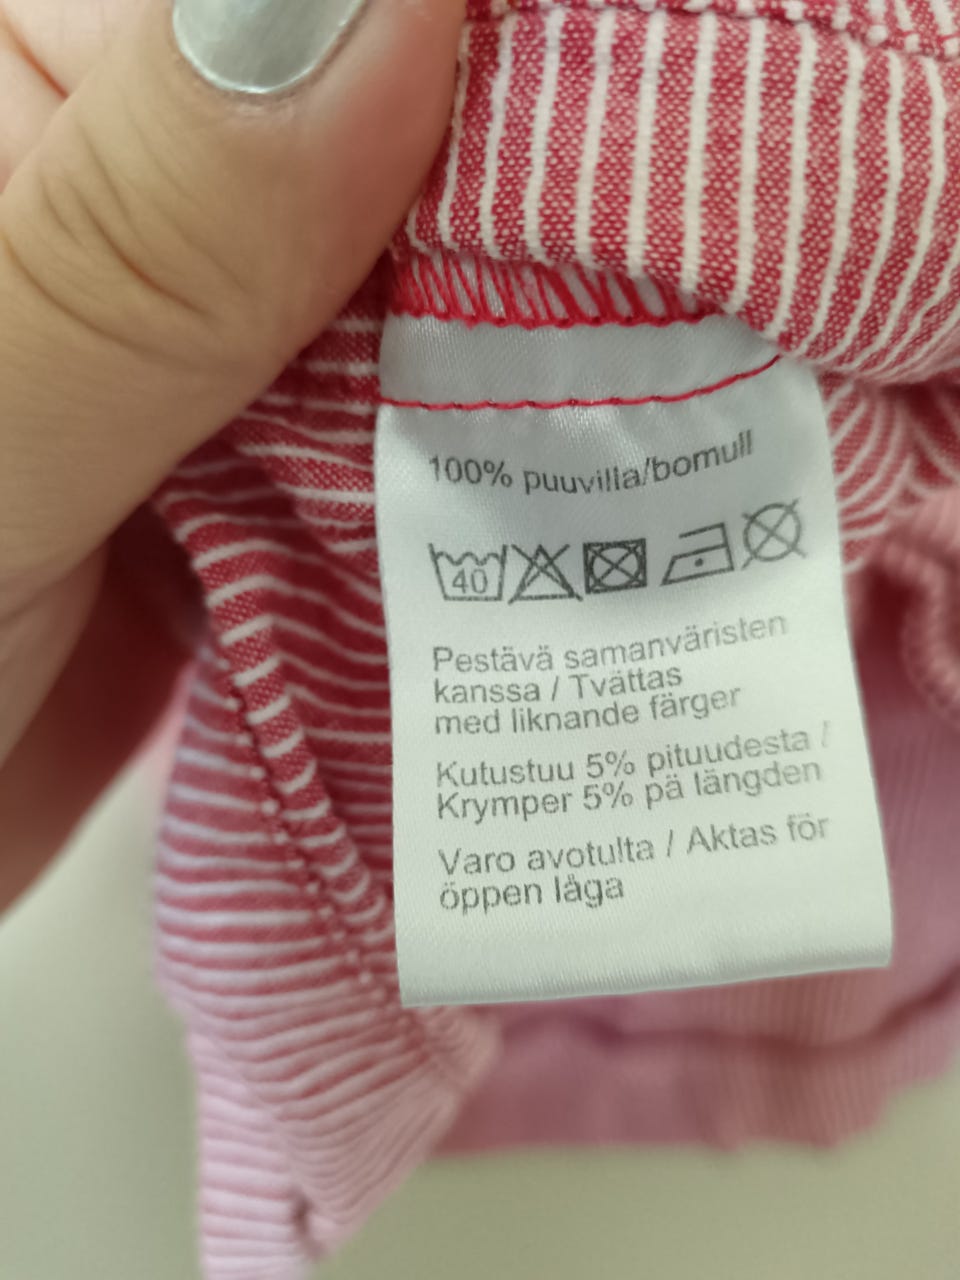 100% puuvilla/bomull
40
Pestävä samanväristen
kanssa / Tvättas
med liknande färger
Kutustuu 5% pituudesta /
Krymper 5% på längden
Varo avotulta / Aktas för
öppen låga